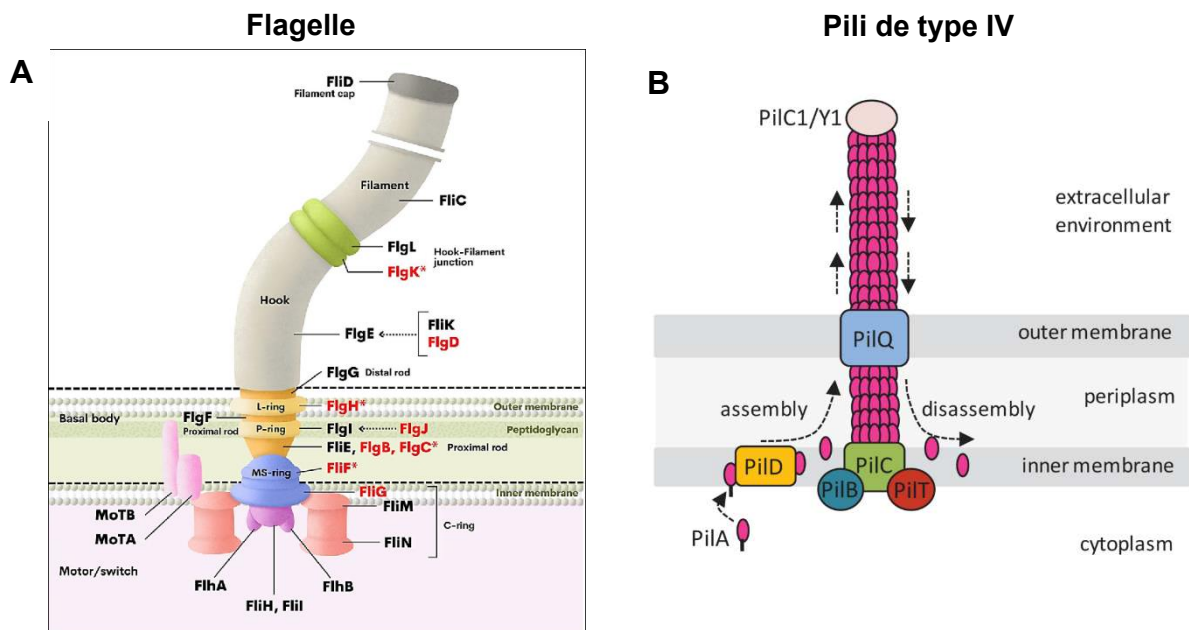 Flagelle
Pili de type IV
A
FliD
Filament cap
Filament
FliC
FlgL
Hook-Filament
junction
FlgK*
Hook
FlgE
FliK
FlgD
FlgG Distal rod
L-ring
FlgH*
Outer membrane
Basal body
FlgF
Proximal rod
P-ring
FlgI
FlgJ
Peptidoglycan
FliE, FlgB, FlgC* Proximal rod
MS-ring
FliF*
FliG
Inner membrane
MoTB
FliM
C-ring
MoTA
FliN
Motor/switch
FlhA
FlhB
FliH, FliI
B
PilC1/Y1
extracellular
environment
PilQ
outer membrane
periplasm
assembly
disassembly
PilD
PilC
inner membrane
PilB
PilT
PilA
cytoplasm